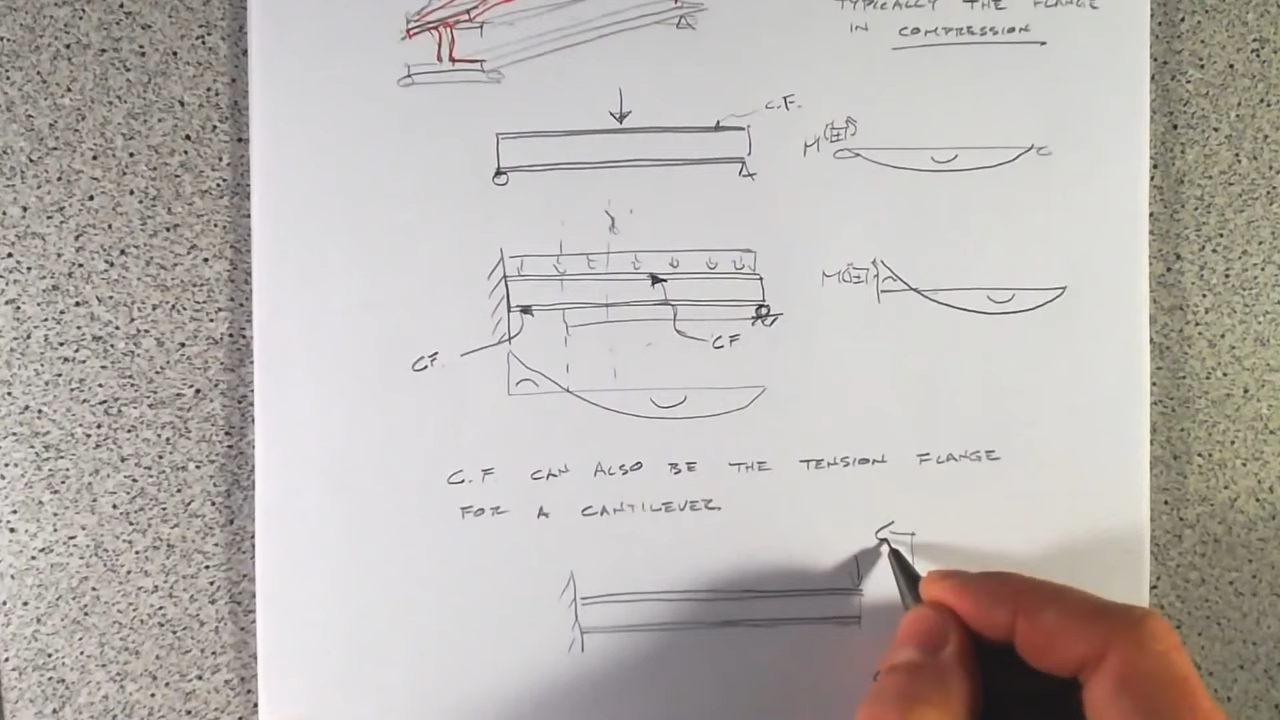 TYPICALLY THE FLANGE
IN COMPRESSION
C.F.
M
M
CF.
CF
C.F. CAN ALSO BE THE TENSION FLANGE
FOR A CANTILEVER